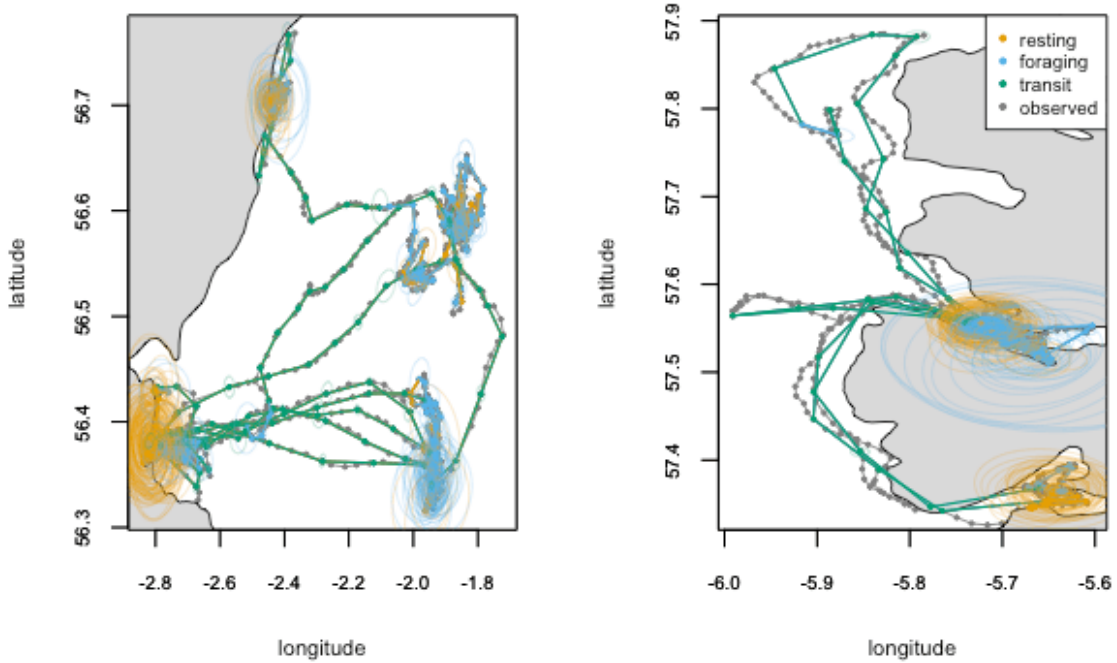 latitude
56.7
56.6
56.5
56.4
56.3
-2.8
-2.6
-2.4
-2.2
-2.0
-1.8
longitude
latitude
57.9
57.8
57.7
57.6
57.5
57.4
resting
foraging
transit
observed
-6.0
-5.9
-5.8
-5.7
-5.6
longitude